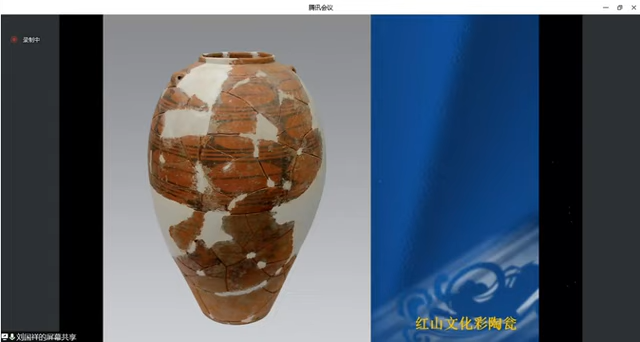 腾讯会议
录制中
红山文化彩陶瓮
刘国祥的屏幕共享